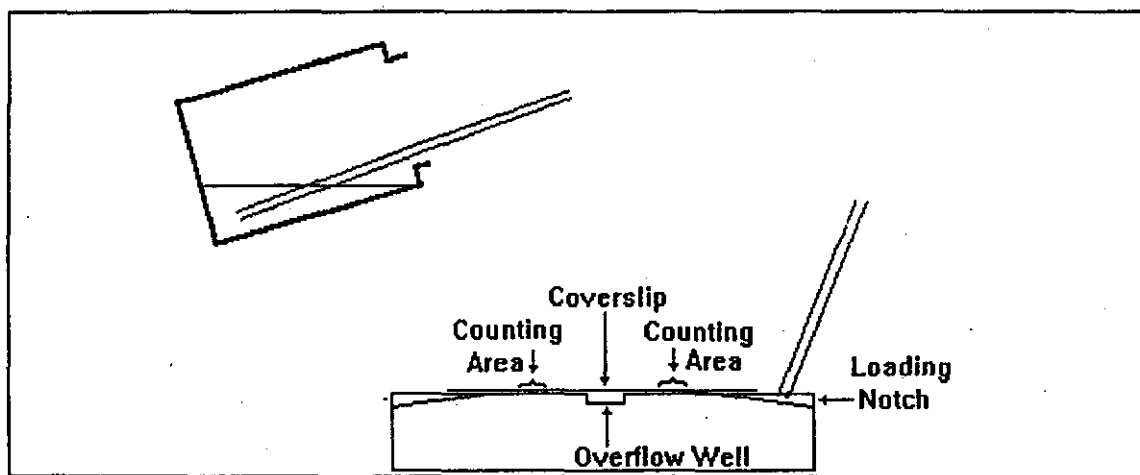 Coverslip
Counting Area
Counting Area
Loading Notch
Overflow Well